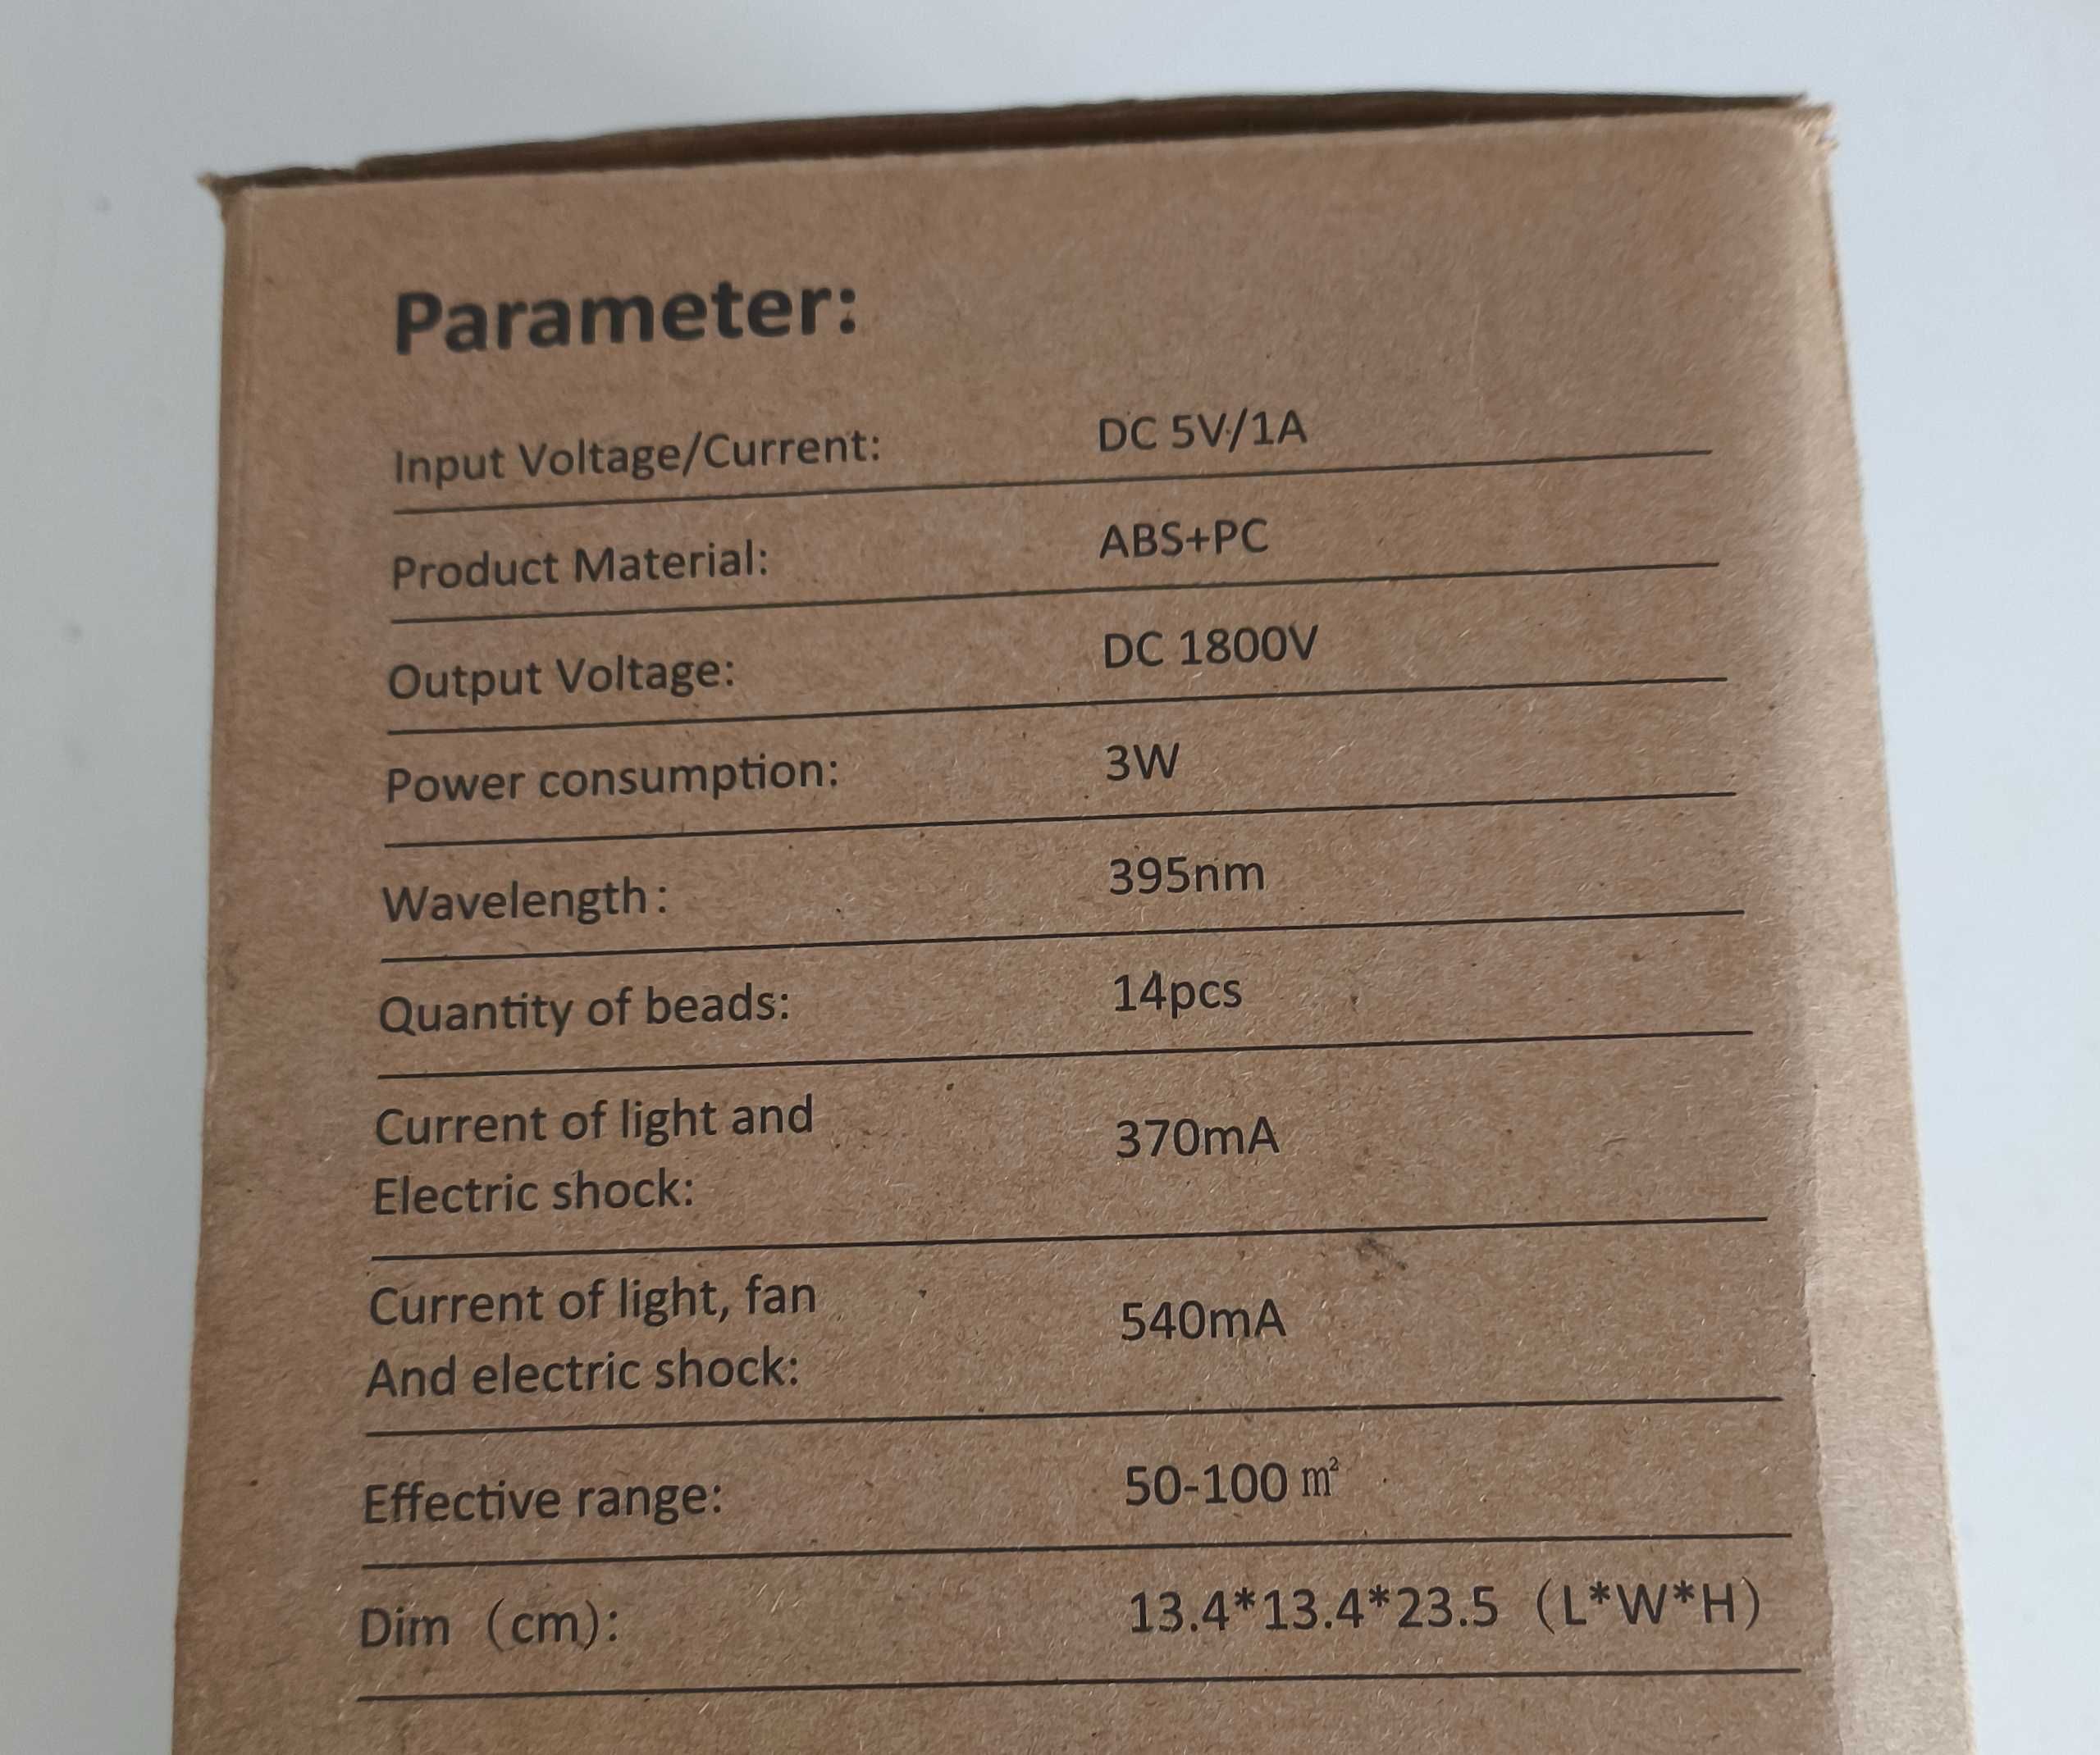 Parameter:
Input Voltage/Current: DC 5V/1A
Product Material: ABS+PC
Output Voltage: DC 1800V
Power consumption: 3W
Wavelength: 395nm
Quantity of beads: 14pcs
Current of light and
Electric shock: 370mA
Current of light, fan
And electric shock: 540mA
Effective range: 50-100㎡
Dim（cm）: 13.4*13.4*23.5（L*W*H）